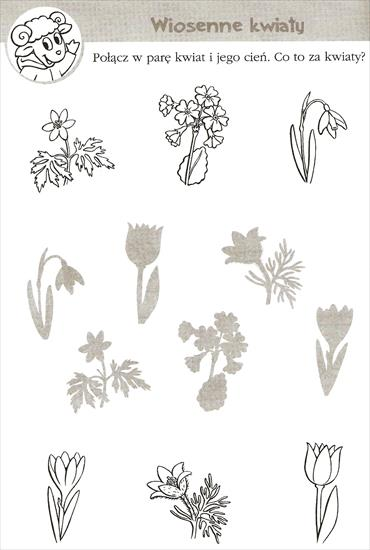 Wiosenne kwiaty
Połącz w parę kwiat i jego cień. Co to za kwiaty?